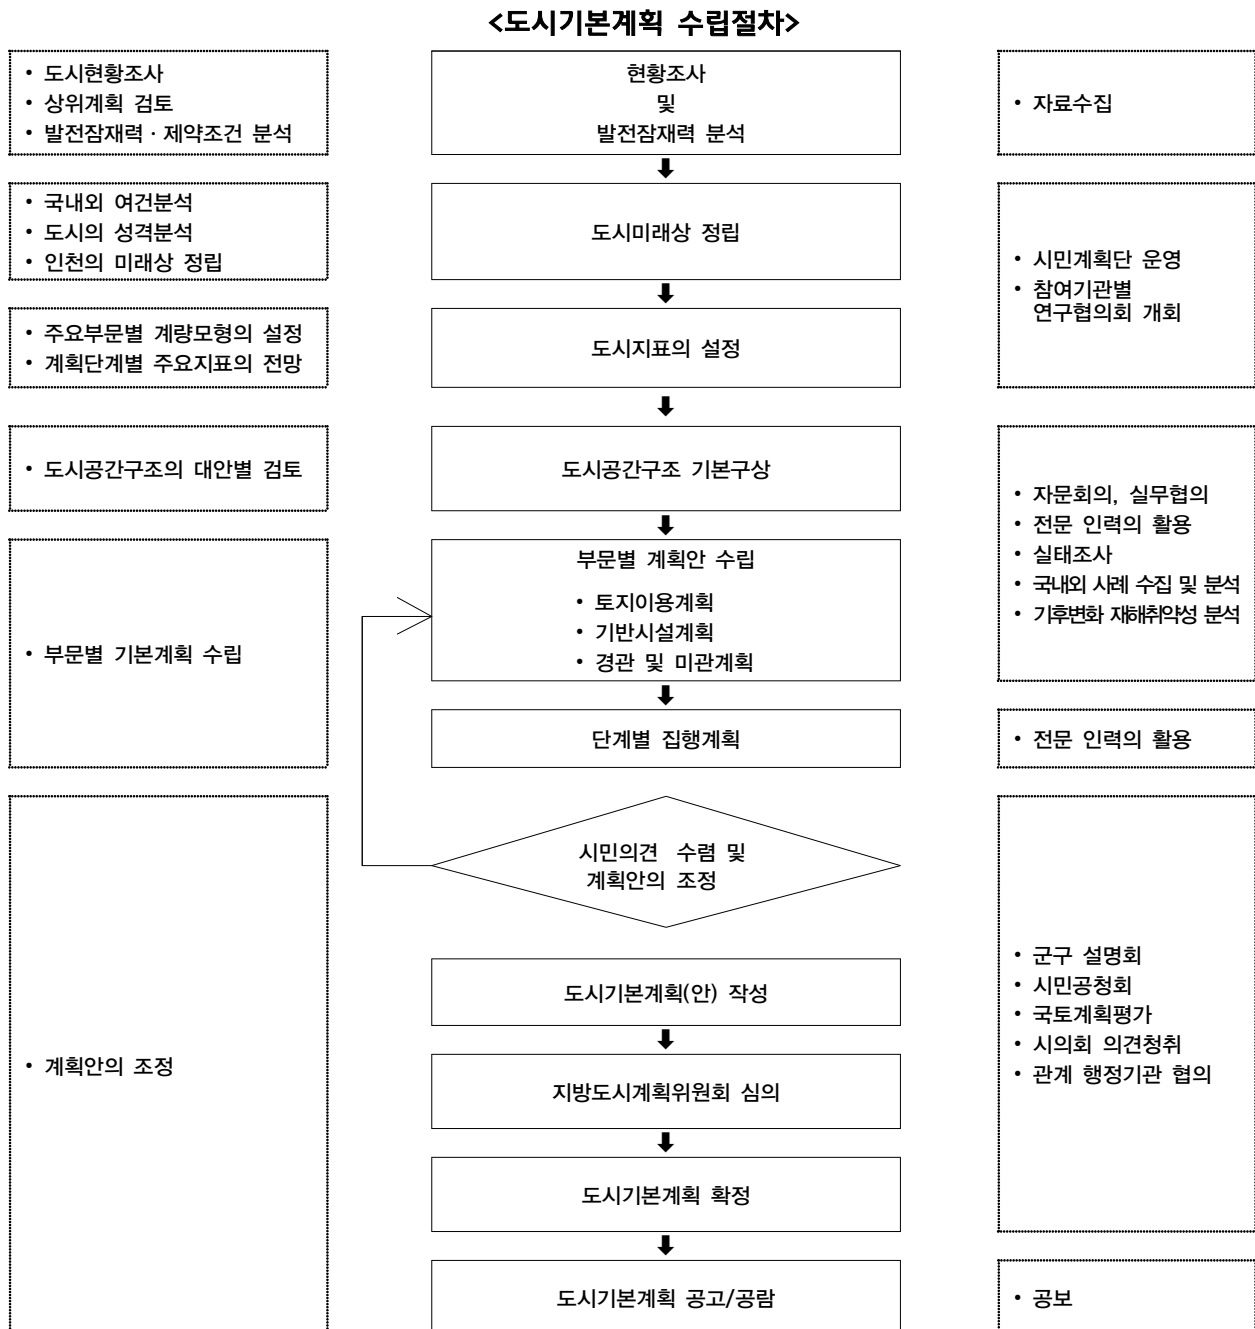 <도시기본계획 수립절차>
• 도시현황조사
• 상위계획 검토
• 발전잠재력 · 제약조건 분석
현황조사
및
발전잠재력 분석
• 자료수집
• 국내외 여건분석
• 도시의 성격분석
• 인천의 미래상 정립
도시미래상 정립
• 시민계획단 운영
• 참여기관별
연구협의회 개회
• 주요부문별 계량모형의 설정
• 계획단계별 주요지표의 전망
도시지표의 설정
• 도시공간구조의 대안별 검토
도시공간구조 기본구상
• 자문회의, 실무협의
• 전문 인력의 활용
• 실태조사
• 국내외 사례 수집 및 분석
• 기후변화 재해취약성 분석
• 부문별 기본계획 수립
부문별 계획안 수립
• 토지이용계획
• 기반시설계획
• 경관 및 미관계획
단계별 집행계획
• 전문 인력의 활용
시민의견 수렴 및
계획안의 조정
• 계획안의 조정
도시기본계획(안) 작성
지방도시계획위원회 심의
도시기본계획 확정
• 군구 설명회
• 시민공청회
• 국토계획평가
• 시의회 의견청취
• 관계 행정기관 협의
도시기본계획 공고/공람
• 공보